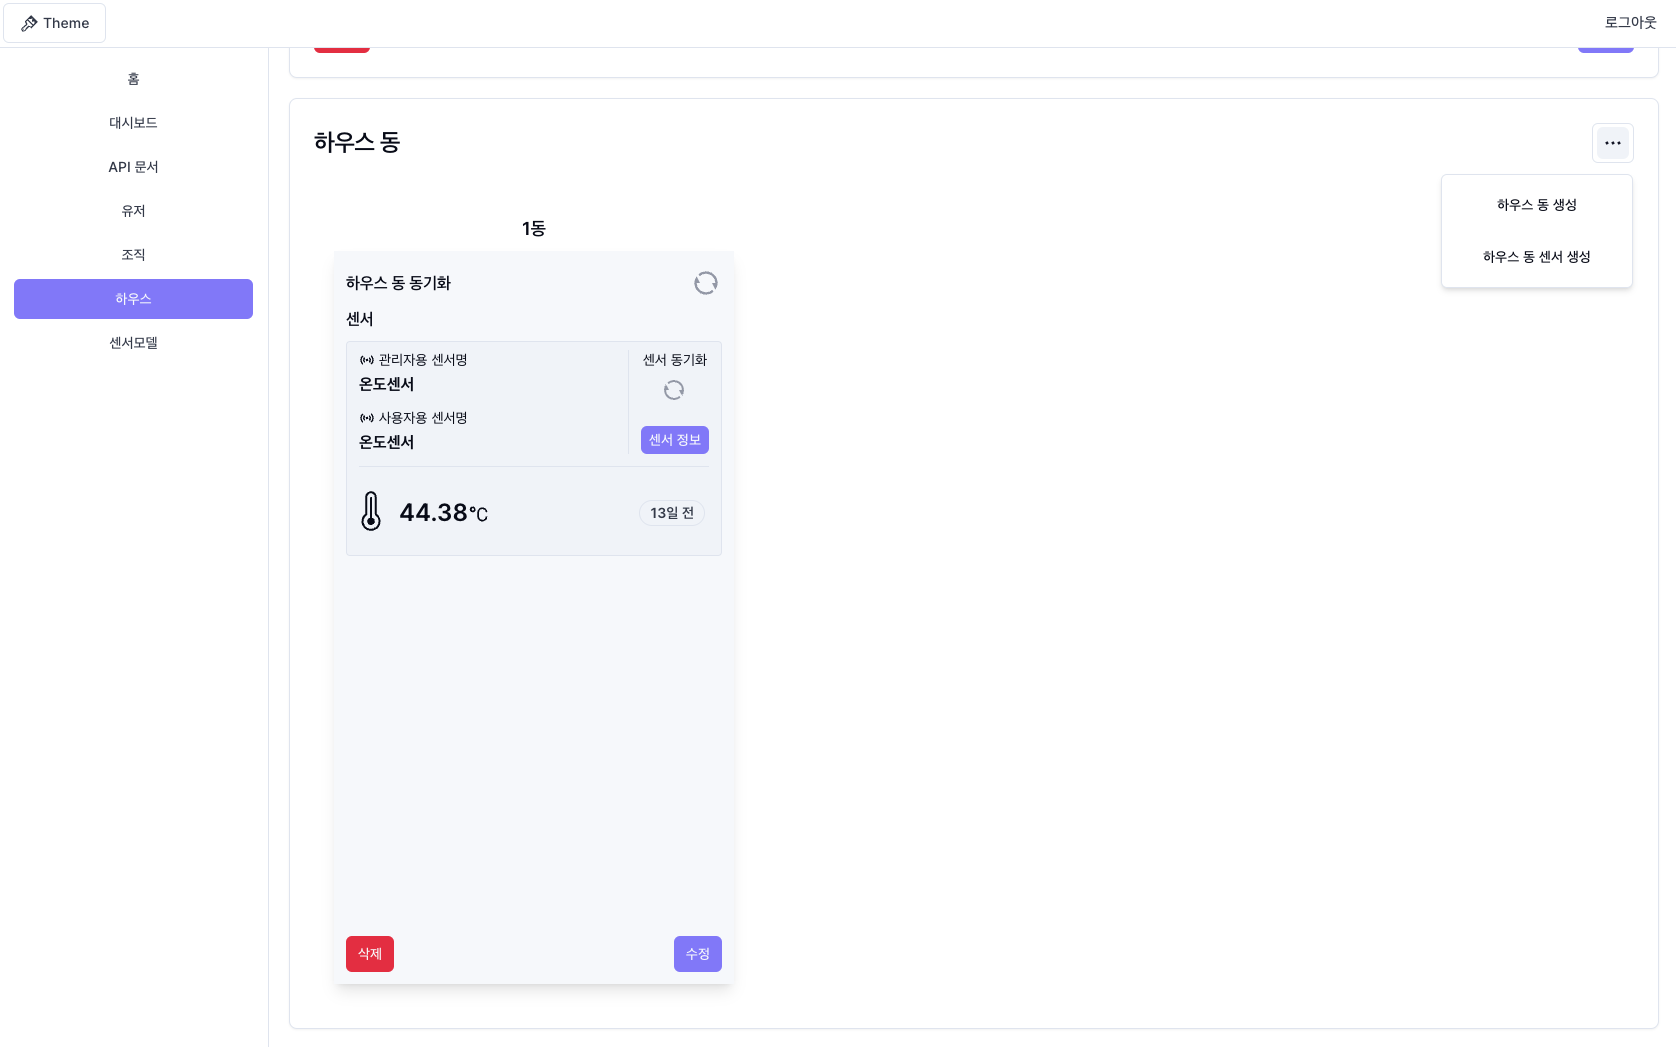 Theme
로그아웃
홈
대시보드
API 문서
유저
조직
하우스
센서모델
하우스 동
하우스 동 생성
하우스 동 센서 생성
1동
하우스 동 동기화
센서
관리자용 센서명
온도센서
사용자용 센서명
온도센서
센서 동기화
센서 정보
44.38°C
13일 전
삭제
수정